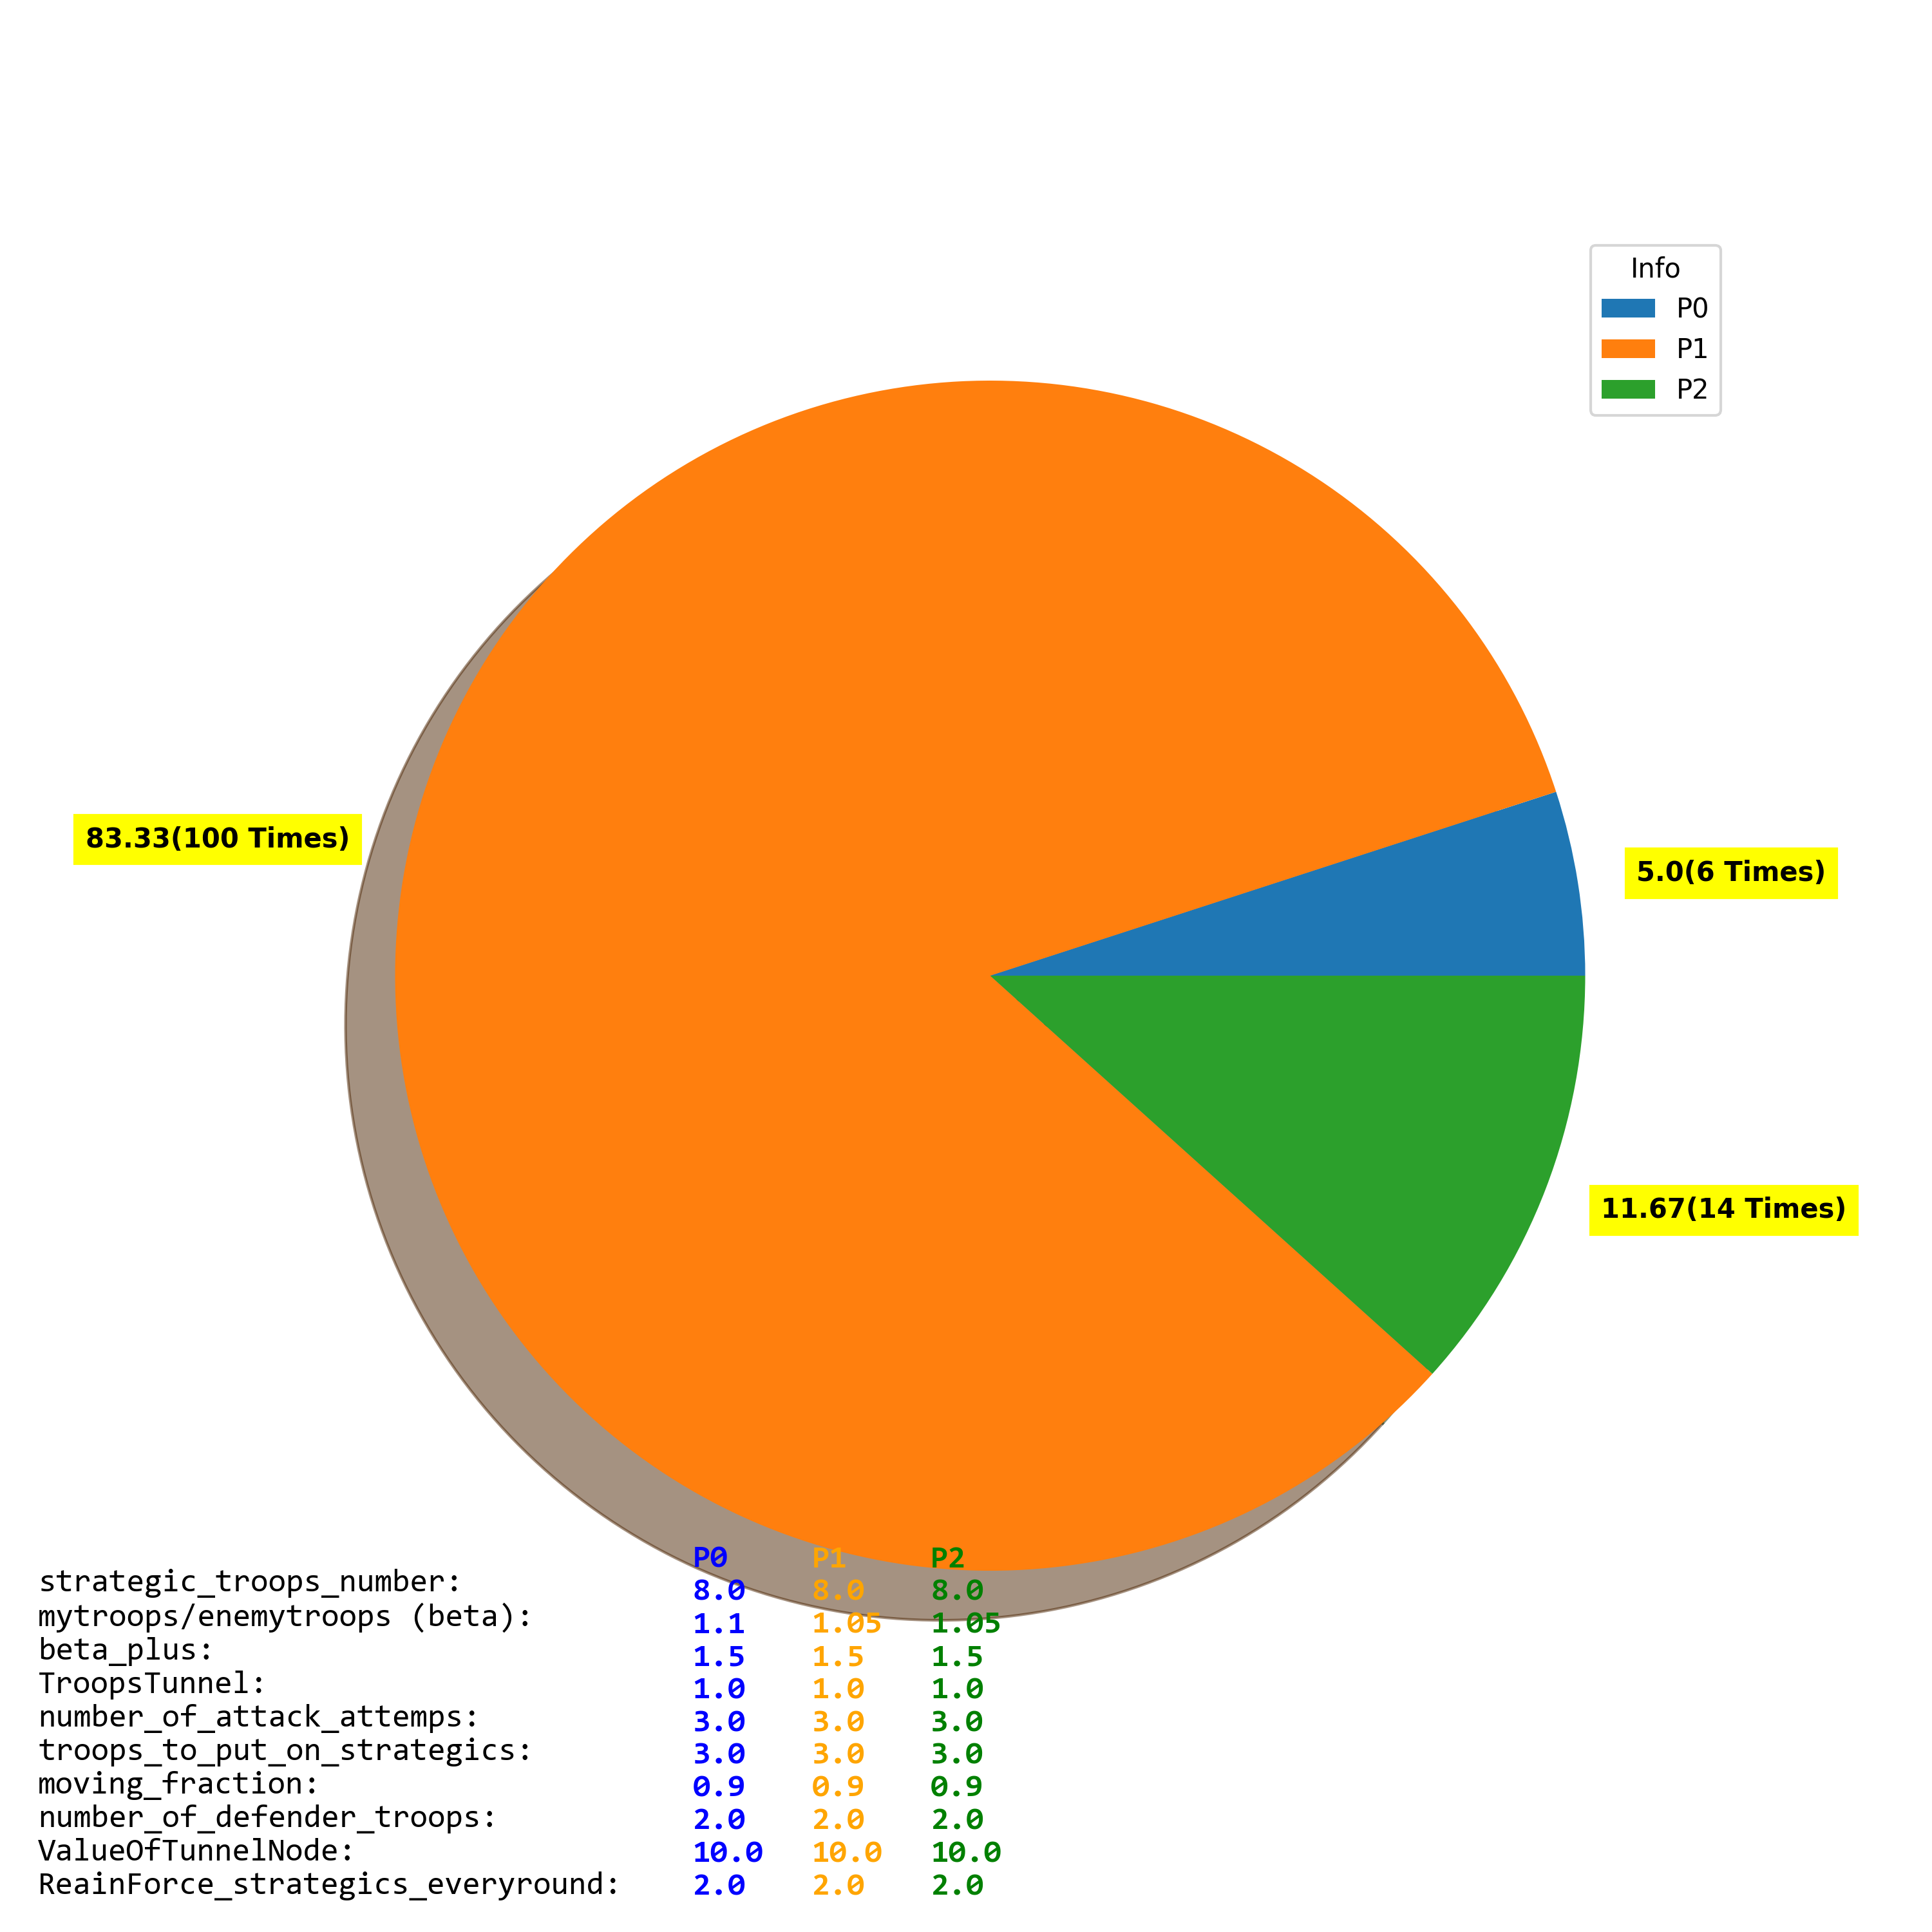 Info
P0
P1
P2
83.33(100 Times)
5.0(6 Times)
11.67(14 Times)
P0 P1 P2
strategic_troops_number: 8.0 8.0 8.0
mytroops/enemytroops (beta): 1.1 1.05 1.05
beta_plus: 1.5 1.5 1.5
TroopsTunnel: 1.0 1.0 1.0
number_of_attack_attemps: 3.0 3.0 3.0
troops_to_put_on_strategics: 3.0 3.0 3.0
moving_fraction: 0.9 0.9 0.9
number_of_defender_troops: 2.0 2.0 2.0
ValueOfTunnelNode: 10.0 10.0 10.0
ReainForce_strategics_everyround: 2.0 2.0 2.0